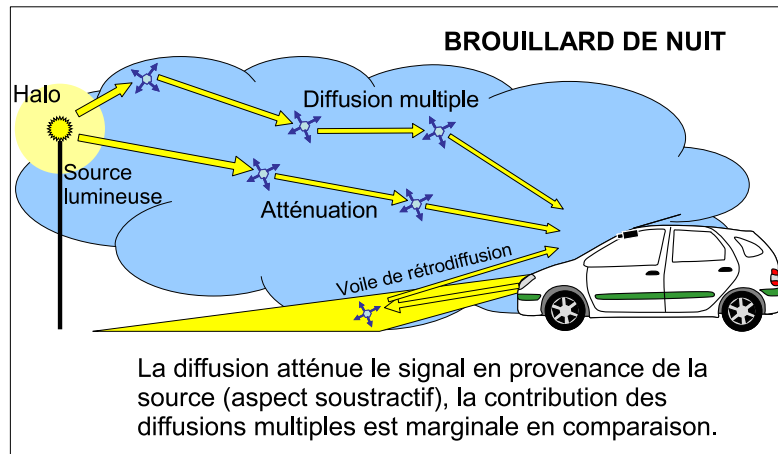 BROUILLARD DE NUIT
Halo
Diffusion multiple
Source
lumineuse
Atténuation
Voile de rétrodiffusion
La diffusion atténue le signal en provenance de la
source (aspect soustractif), la contribution des
diffusions multiples est marginale en comparaison.